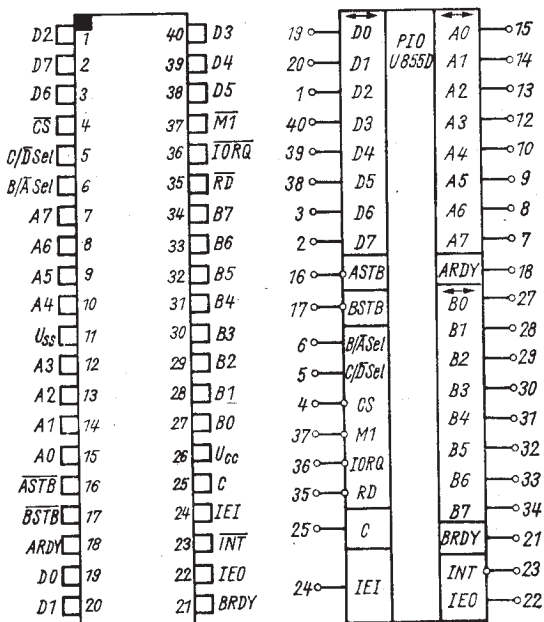 D2 1 40 D3
D7 2 39 D4
D6 3 38 D5
C̅S̅ 4 37 M̅1̅
C/D̅Sel 5 36 I̅O̅R̅Q̅
B/A̅Sel 6 35 R̅D̅
A7 7 34 B7
A6 8 33 B6
A5 9 32 B5
A4 10 31 B4
Uss 11 30 B3
A3 12 29 B2
A2 13 28 B1
A1 14 27 B0
A0 15 26 Ucc
A̅S̅T̅B̅ 16 25 C
B̅S̅T̅B̅ 17 24 IEI
ARDY 18 23 I̅N̅T̅
D0 19 22 IEO
D1 20 21 BRDY
PIO
U855D
19 D0
20 D1
1 D2
40 D3
39 D4
38 D5
3 D6
2 D7
16 ASTB
17 BSTB
6 B/A̅Sel
5 C/D̅Sel
4 CS
37 M1
36 IORQ
35 RD
25 C
24 IEI
A0 15
A1 14
A2 13
A3 12
A4 10
A5 9
A6 8
A7 7
ARDY 18
B0 27
B1 28
B2 29
B3 30
B4 31
B5 32
B6 33
B7 34
BRDY 21
INT 23
IEO 22